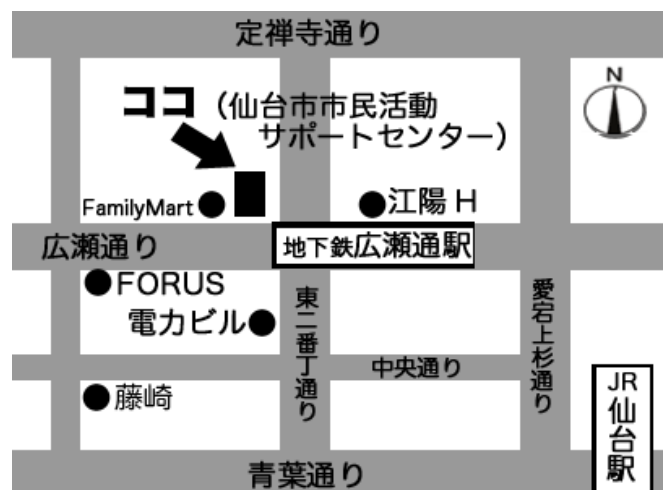 定禅寺通り
N
ココ（仙台市市民活動
サポートセンター）
FamilyMart
江陽 H
広瀬通り
地下鉄広瀬通駅
FORUS
電力ビル
東二番丁通り
愛宕上杉通り
中央通り
藤崎
JR
仙台駅
青葉通り